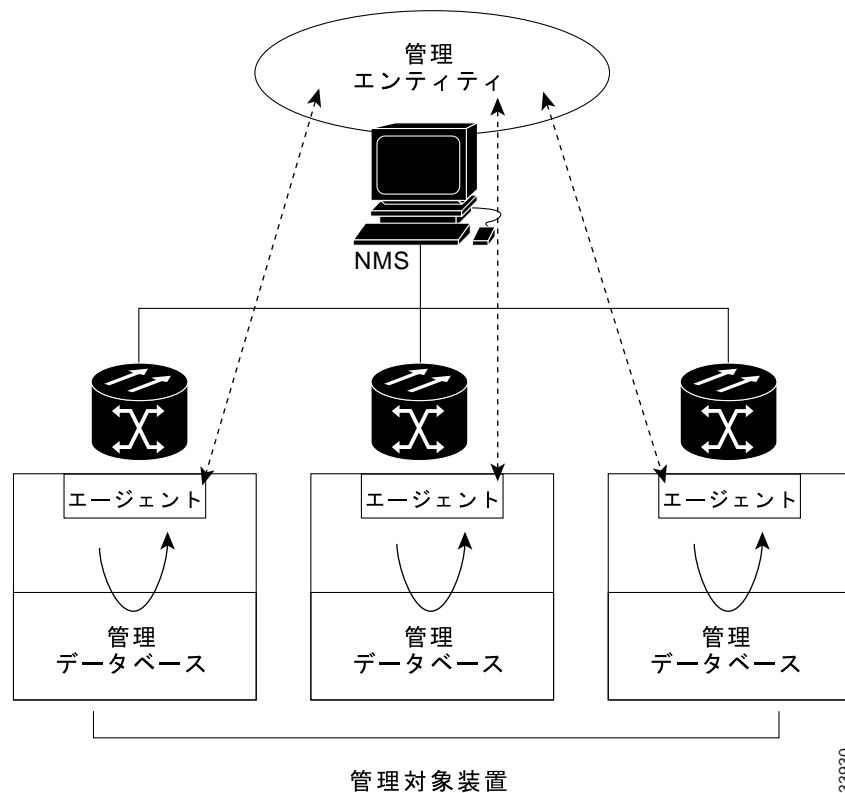 管理
エンティティ
NMS
エージェント
エージェント
エージェント
管理
データベース
管理
データベース
管理
データベース
管理対象装置
33930